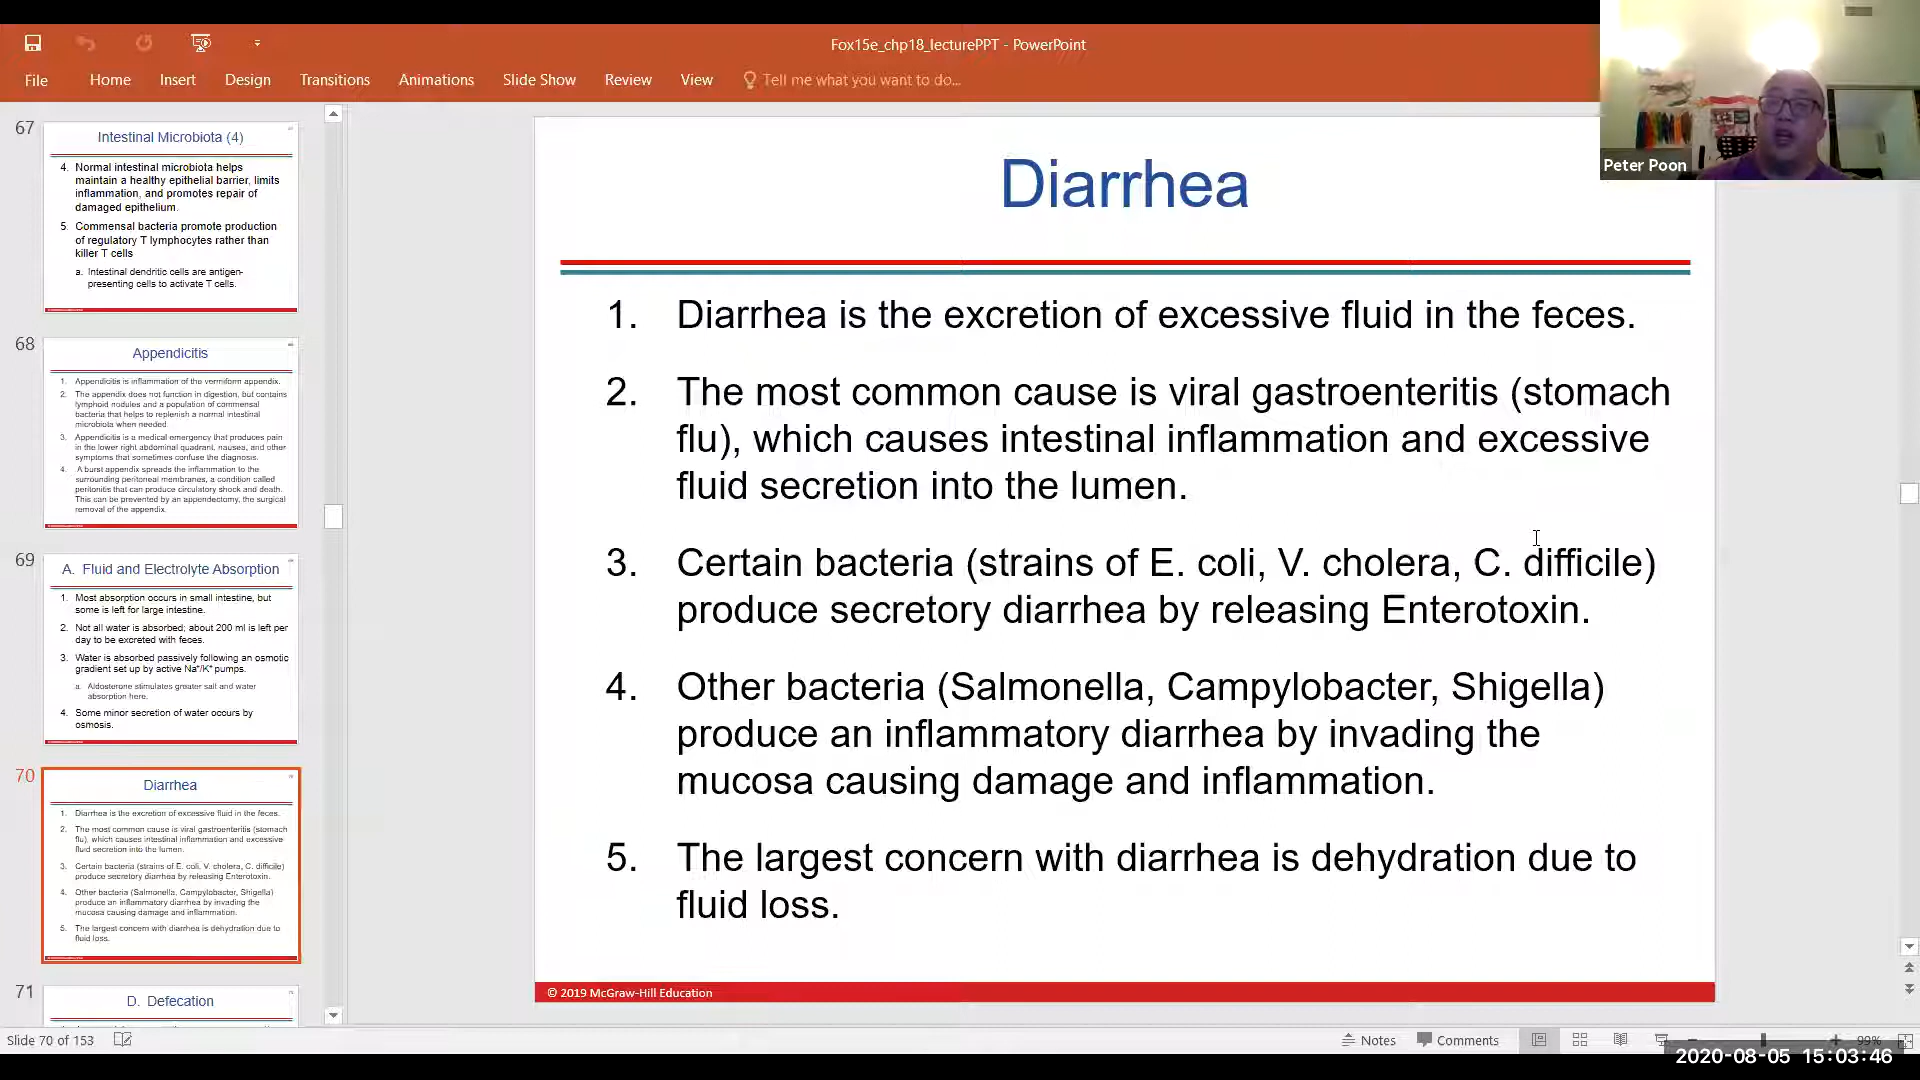 Fox15e_chp18_lecturePPT - PowerPoint
File Home Insert Design Transitions Animations Slide Show Review View Tell me what you want to do...
Peter Poon
67
Intestinal Microbiota (4)
4. Normal intestinal microbiota helps
maintain a healthy epithelial barrier, limits
inflammation, and promotes repair of
damaged epithelium.
5. Commensal bacteria promote production
of regulatory T lymphocytes rather than
killer T cells
a. Intestinal dendritic cells are antigen-
presenting cells to activate T cells.
68
Appendicitis
1. Appendicitis is inflammation of the vermiform appendix.
2. The appendix does not function in digestion, but contains
lymphoid nodules and a population of commensal
bacteria that helps to replenish a normal intestinal
microbiota when needed.
3. Appendicitis is a medical emergency that produces pain
in the lower right abdominal quadrant, nausea, and other
symptoms that sometimes confuse the diagnosis.
4. A burst appendix spreads the inflammation to the
surrounding peritoneal membranes, a condition called
peritonitis that can produce circulatory shock and death.
This can be prevented by an appendectomy, the surgical
removal of the appendix.
69
A. Fluid and Electrolyte Absorption
1. Most absorption occurs in small intestine, but
some is left for large intestine.
2. Not all water is absorbed; about 200 ml is left per
day to be excreted with feces.
3. Water is absorbed passively following an osmotic
gradient set up by active Na+/K+ pumps.
a. Aldosterone stimulates greater salt and water
absorption here.
4. Some minor secretion of water occurs by
osmosis.
70
Diarrhea
1. Diarrhea is the excretion of excessive fluid in the feces.
2. The most common cause is viral gastroenteritis (stomach
flu), which causes intestinal inflammation and excessive
fluid secretion into the lumen.
3. Certain bacteria (strains of E. coli, V. cholera, C. difficile)
produce secretory diarrhea by releasing Enterotoxin.
4. Other bacteria (Salmonella, Campylobacter, Shigella)
produce an inflammatory diarrhea by invading the
mucosa causing damage and inflammation.
5. The largest concern with diarrhea is dehydration due to
fluid loss.
71
D. Defecation
Diarrhea
1. Diarrhea is the excretion of excessive fluid in the feces.
2. The most common cause is viral gastroenteritis (stomach
flu), which causes intestinal inflammation and excessive
fluid secretion into the lumen.
3. Certain bacteria (strains of E. coli, V. cholera, C. difficile)
produce secretory diarrhea by releasing Enterotoxin.
4. Other bacteria (Salmonella, Campylobacter, Shigella)
produce an inflammatory diarrhea by invading the
mucosa causing damage and inflammation.
5. The largest concern with diarrhea is dehydration due to
fluid loss.
© 2019 McGraw-Hill Education
Slide 70 of 153 Notes Comments 99%
2020-08-05 15:03:46